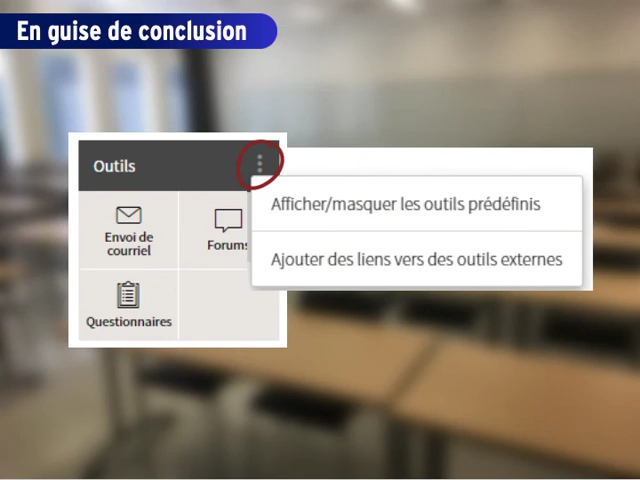 En guise de conclusion
Outils
Afficher/masquer les outils prédéfinis
Envoi de
courriel
Forums
Ajouter des liens vers des outils externes
Questionnaires